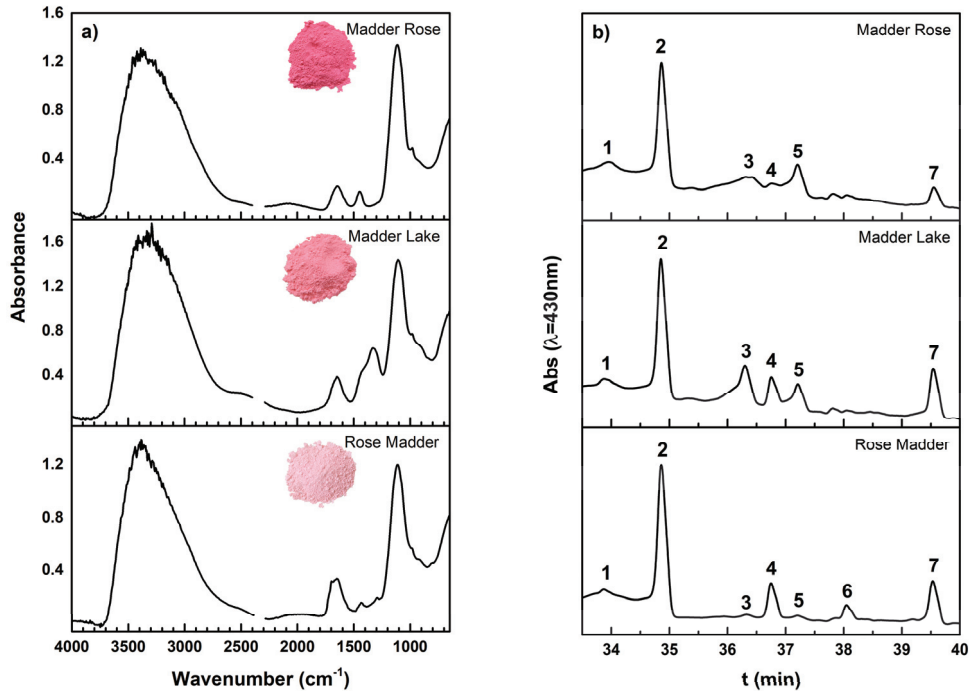 a)
Madder Rose
1.6
1.2
0.8
0.4
Madder Lake
1.6
1.2
0.8
0.4
Rose Madder
1.2
0.8
0.4
4000 3500 3000 2500 2000 1500 1000
Wavenumber (cm⁻¹)
Absorbance
b)
Madder Rose
1 2 3 4 5 7
Madder Lake
1 2 3 4 5 7
Rose Madder
1 2 3 4 5 6 7
34 35 36 37 38 39 40
t (min)
Abs (λ=430nm)